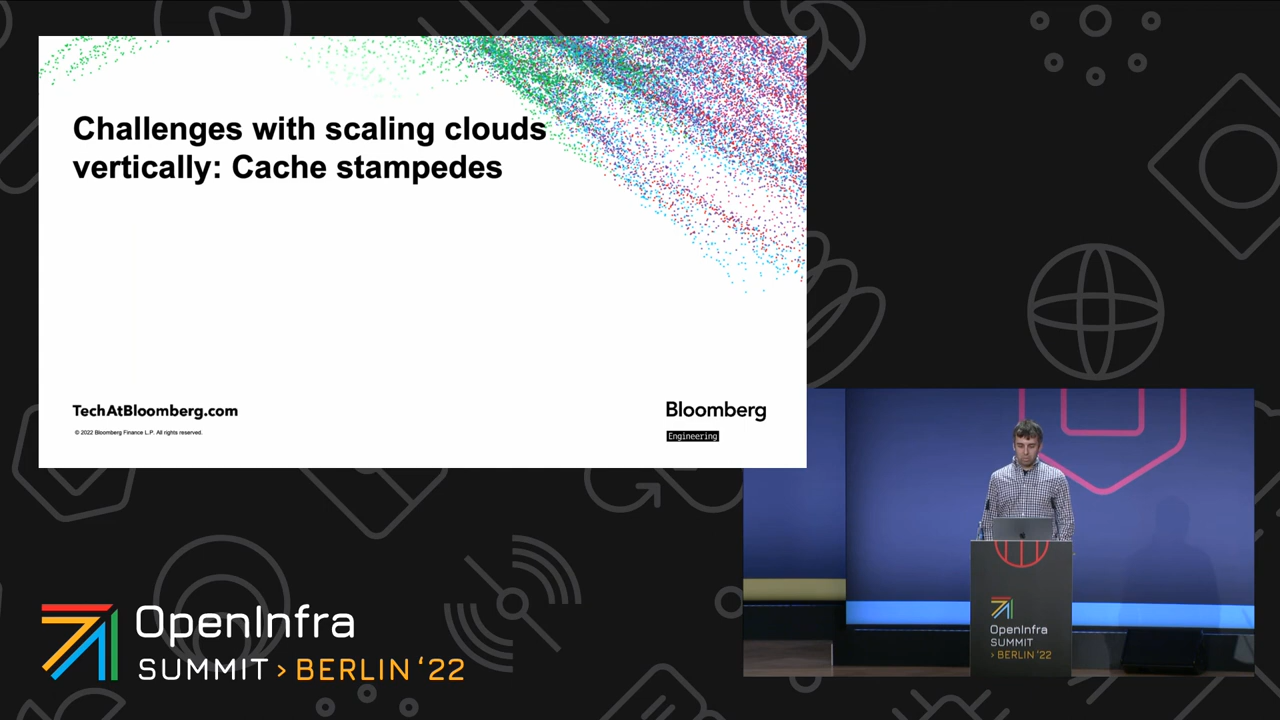 Challenges with scaling clouds
vertically: Cache stampedes
TechAtBloomberg.com
© 2022 Bloomberg Finance L.P. All rights reserved.
Bloomberg
Engineering
OpenInfra
SUMMIT > BERLIN ‘22
OpenInfra
SUMMIT
> BERLIN ‘22